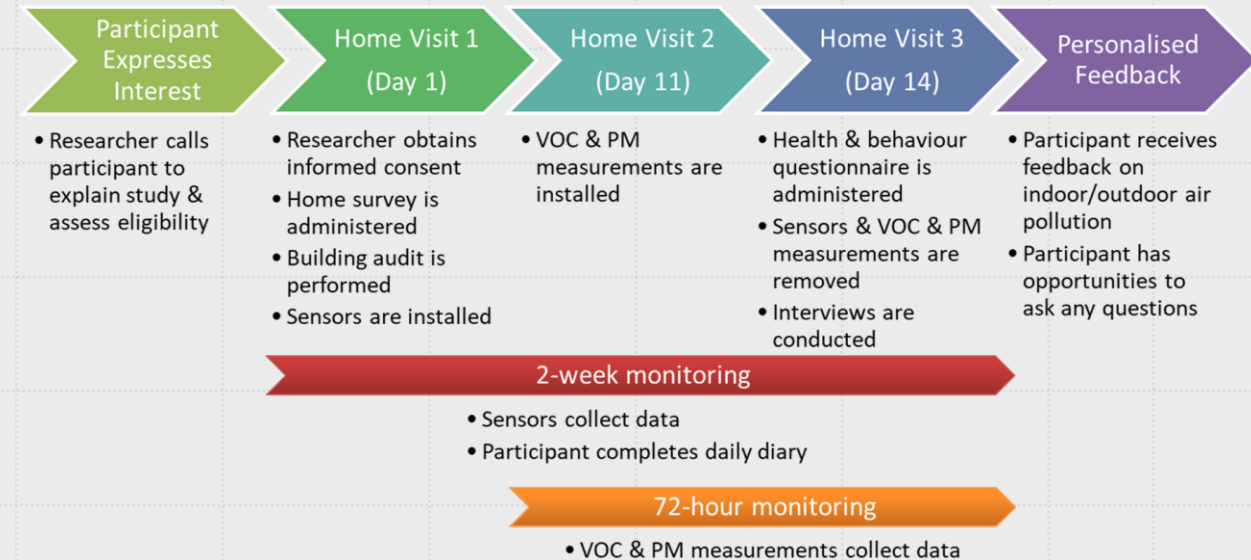 Participant
Expresses
Interest
• Researcher calls
participant to
explain study &
assess eligibility
Home Visit 1
(Day 1)
• Researcher obtains
informed consent
• Home survey is
administered
• Building audit is
performed
• Sensors are installed
Home Visit 2
(Day 11)
• VOC & PM
measurements are
installed
Home Visit 3
(Day 14)
• Health & behaviour
questionnaire is
administered
• Sensors & VOC & PM
measurements are
removed
• Interviews are
conducted
Personalised
Feedback
• Participant receives
feedback on
indoor/outdoor air
pollution
• Participant has
opportunities to
ask any questions
2-week monitoring
• Sensors collect data
• Participant completes daily diary
72-hour monitoring
• VOC & PM measurements collect data